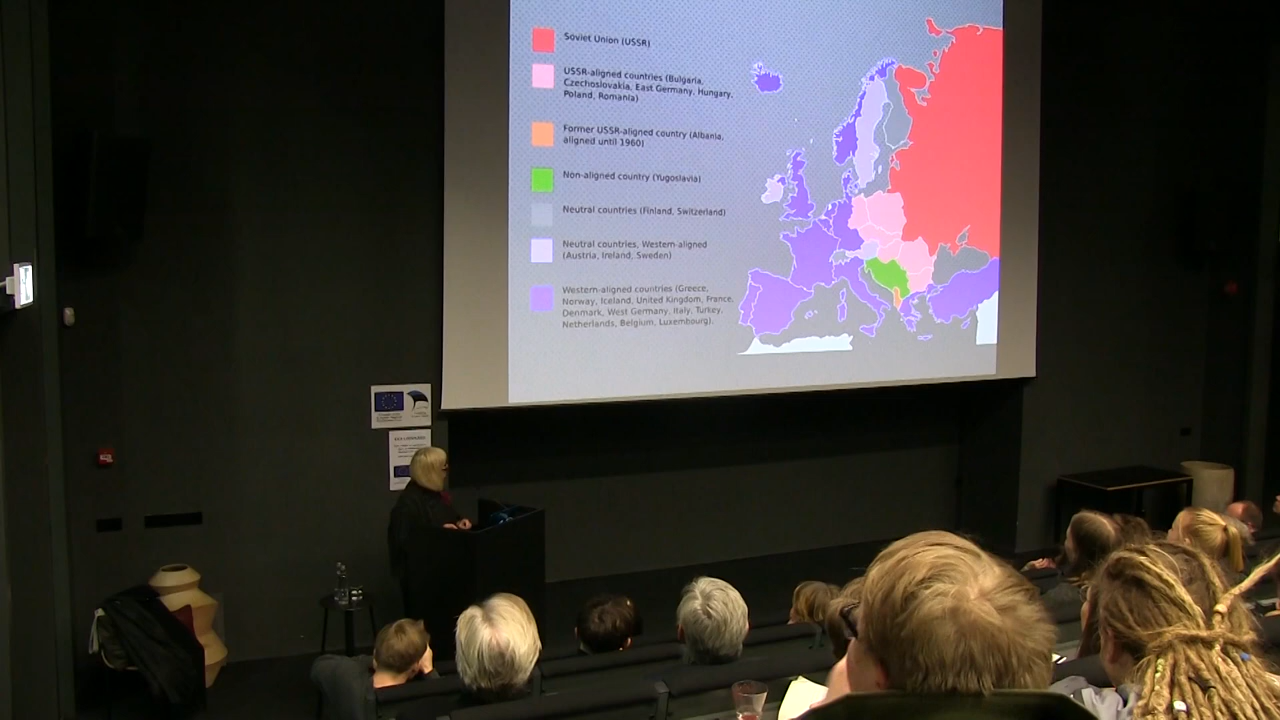 Soviet Union (USSR)
USSR-aligned countries (Bulgaria,
Czechoslovakia, East Germany, Hungary,
Poland, Romania)
Former USSR-aligned country (Albania,
aligned until 1960)
Non-aligned country (Yugoslavia)
Neutral countries (Finland, Switzerland)
Neutral countries, Western-aligned
(Austria, Ireland, Sweden)
Western-aligned countries (Greece,
Norway, Iceland, United Kingdom, France,
Denmark, West Germany, Italy, Turkey,
Netherlands, Belgium, Luxembourg).